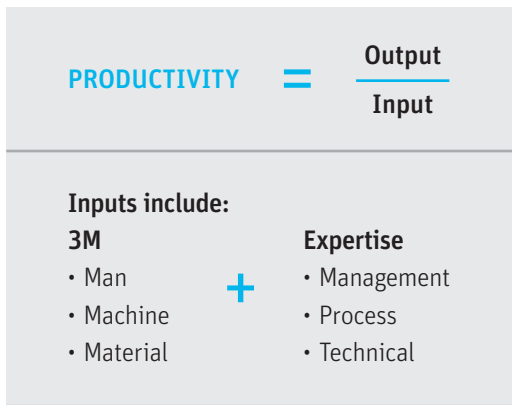 PRODUCTIVITY = Output
Input
Inputs include:
3M
• Man
• Machine
• Material
+
Expertise
• Management
• Process
• Technical